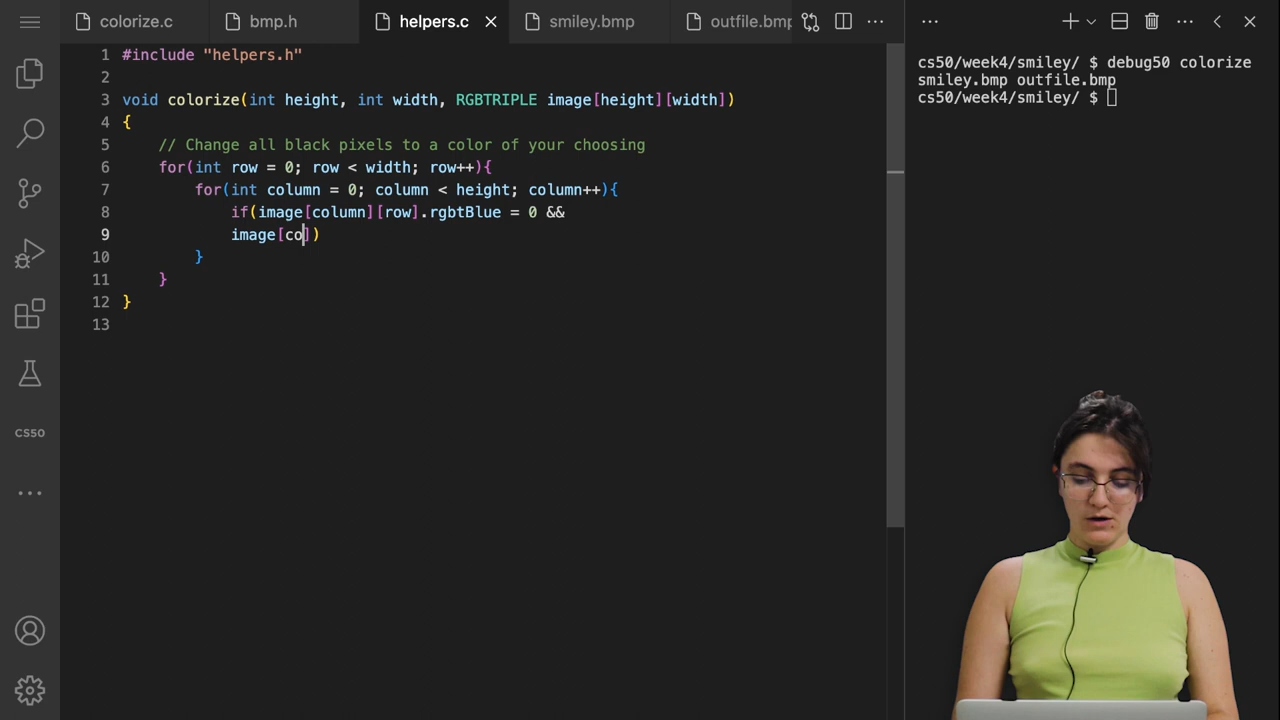 colorize.c
bmp.h
helpers.c
smiley.bmp
outfile.bmp
1 #include "helpers.h"
2
3 void colorize(int height, int width, RGBTRIPLE image[height][width])
4 {
5 // Change all black pixels to a color of your choosing
6 for(int row = 0; row < width; row++){
7 for(int column = 0; column < height; column++){
8 if(image[column][row].rgbtBlue = 0 &&
9 image[co])
10 }
11 }
12 }
13
CS50
cs50/week4/smiley/ $ debug50 colorize
smiley.bmp outfile.bmp
cs50/week4/smiley/ $